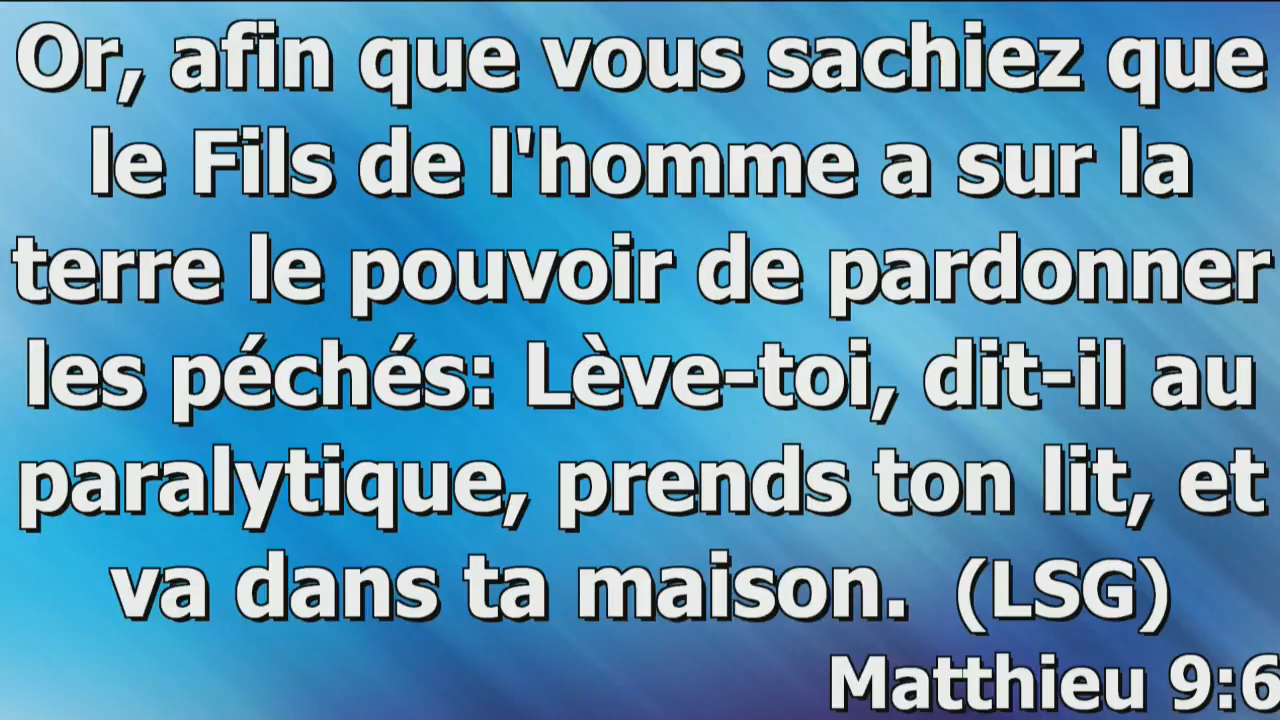 Or, afin que vous sachiez que
le Fils de l'homme a sur la
terre le pouvoir de pardonner
les péchés: Lève-toi, dit-il au
paralytique, prends ton lit, et
va dans ta maison.  (LSG)
Matthieu 9:6